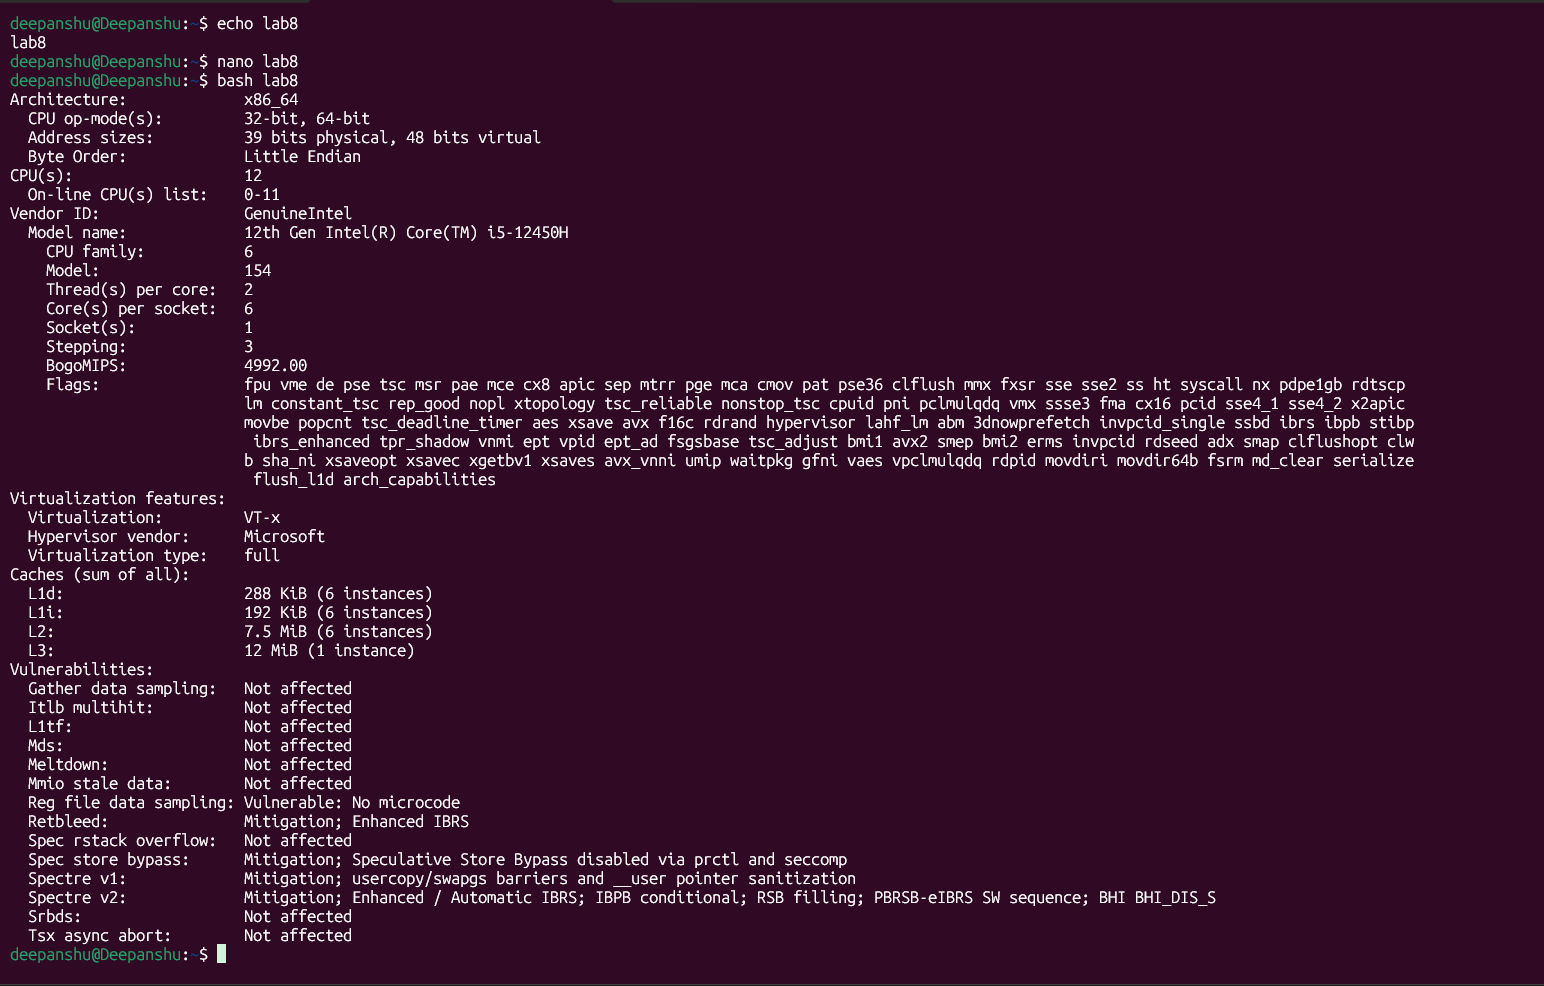 deepanshu@Deepanshu:~$ echo lab8
lab8
deepanshu@Deepanshu:~$ nano lab8
deepanshu@Deepanshu:~$ bash lab8
Architecture:             x86_64
  CPU op-mode(s):         32-bit, 64-bit
  Address sizes:          39 bits physical, 48 bits virtual
  Byte Order:             Little Endian
CPU(s):                   12
  On-line CPU(s) list:    0-11
Vendor ID:                GenuineIntel
  Model name:             12th Gen Intel(R) Core(TM) i5-12450H
    CPU family:           6
    Model:                154
    Thread(s) per core:   2
    Core(s) per socket:   6
    Socket(s):            1
    Stepping:             3
    BogoMIPS:             4992.00
    Flags:                fpu vme de pse tsc msr pae mce cx8 apic sep mtrr pge mca cmov pat pse36 clflush mmx fxsr sse sse2 ss ht syscall nx pdpe1gb rdtscp
                          lm constant_tsc rep_good nopl xtopology tsc_reliable nonstop_tsc cpuid pni pclmulqdq vmx ssse3 fma cx16 pcid sse4_1 sse4_2 x2apic
                          movbe popcnt tsc_deadline_timer aes xsave avx f16c rdrand hypervisor lahf_lm abm 3dnowprefetch invpcid_single ssbd ibrs ibpb stibp
                           ibrs_enhanced tpr_shadow vnmi ept vpid ept_ad fsgsbase tsc_adjust bmi1 avx2 smep bmi2 erms invpcid rdseed adx smap clflushopt clw
                          b sha_ni xsaveopt xsavec xgetbv1 xsaves avx_vnni umip waitpkg gfni vaes vpclmulqdq rdpid movdiri movdir64b fsrm md_clear serialize
                           flush_l1d arch_capabilities
Virtualization features:
  Virtualization:         VT-x
  Hypervisor vendor:      Microsoft
  Virtualization type:    full
Caches (sum of all):
  L1d:                    288 KiB (6 instances)
  L1i:                    192 KiB (6 instances)
  L2:                     7.5 MiB (6 instances)
  L3:                     12 MiB (1 instance)
Vulnerabilities:
  Gather data sampling:   Not affected
  Itlb multihit:          Not affected
  L1tf:                   Not affected
  Mds:                    Not affected
  Meltdown:               Not affected
  Mmio stale data:        Not affected
  Reg file data sampling: Vulnerable: No microcode
  Retbleed:               Mitigation; Enhanced IBRS
  Spec rstack overflow:   Not affected
  Spec store bypass:      Mitigation; Speculative Store Bypass disabled via prctl and seccomp
  Spectre v1:             Mitigation; usercopy/swapgs barriers and __user pointer sanitization
  Spectre v2:             Mitigation; Enhanced / Automatic IBRS; IBPB conditional; RSB filling; PBRSB-eIBRS SW sequence; BHI BHI_DIS_S
  Srbds:                  Not affected
  Tsx async abort:        Not affected
deepanshu@Deepanshu:~$